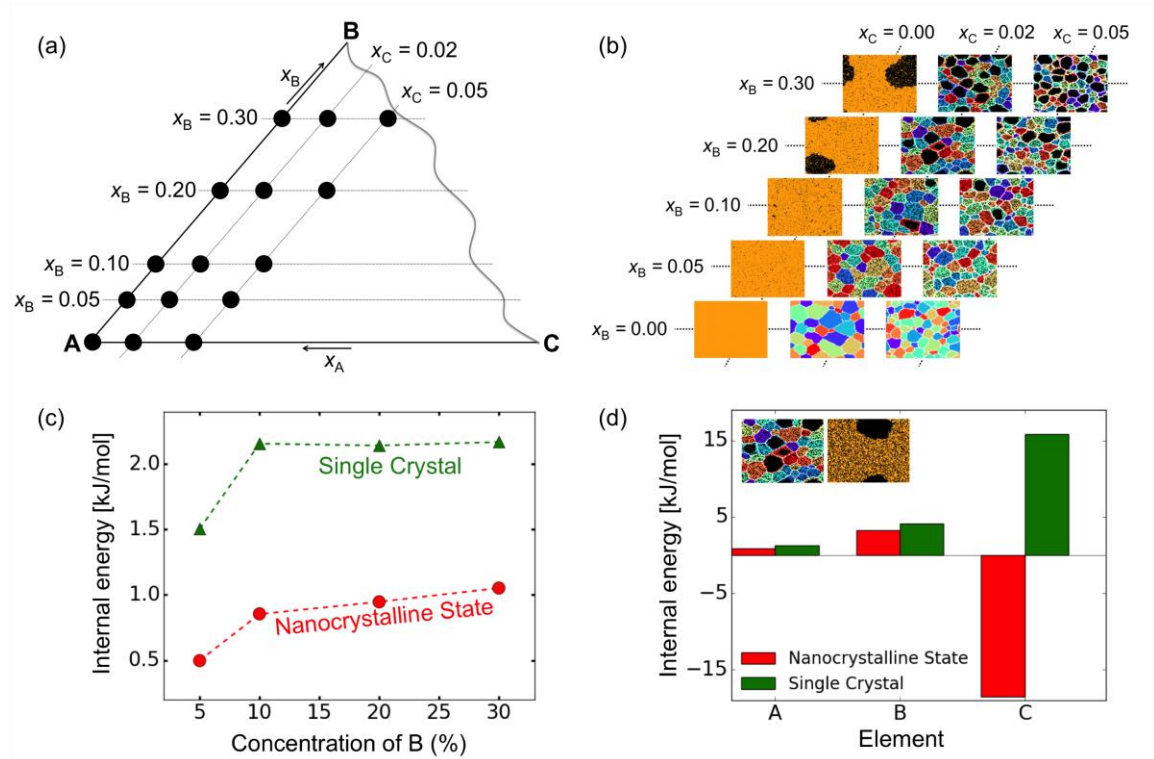 (a)
B
x_B
x_C = 0.02
x_C = 0.05
x_B = 0.30
x_B = 0.20
x_B = 0.10
x_B = 0.05
A
C
x_A
(b)
x_C = 0.00
x_C = 0.02
x_C = 0.05
x_B = 0.30
x_B = 0.20
x_B = 0.10
x_B = 0.05
x_B = 0.00
(c)
Internal energy [kJ/mol]
2.0
1.5
1.0
0.5
Single Crystal
Nanocrystalline State
5 10 15 20 25 30
Concentration of B (%)
(d)
Internal energy [kJ/mol]
15
5
−5
−15
Nanocrystalline State
Single Crystal
A B C
Element